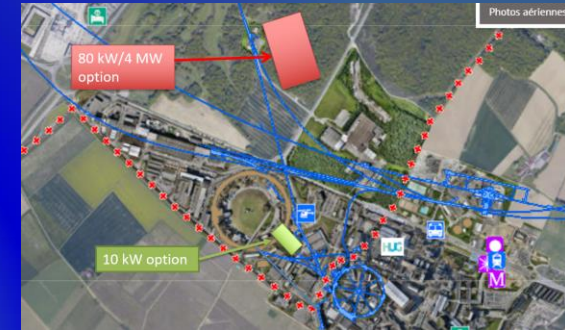 Photos aériennes
80 kW/4 MW
option
10 kW option
HUG
M